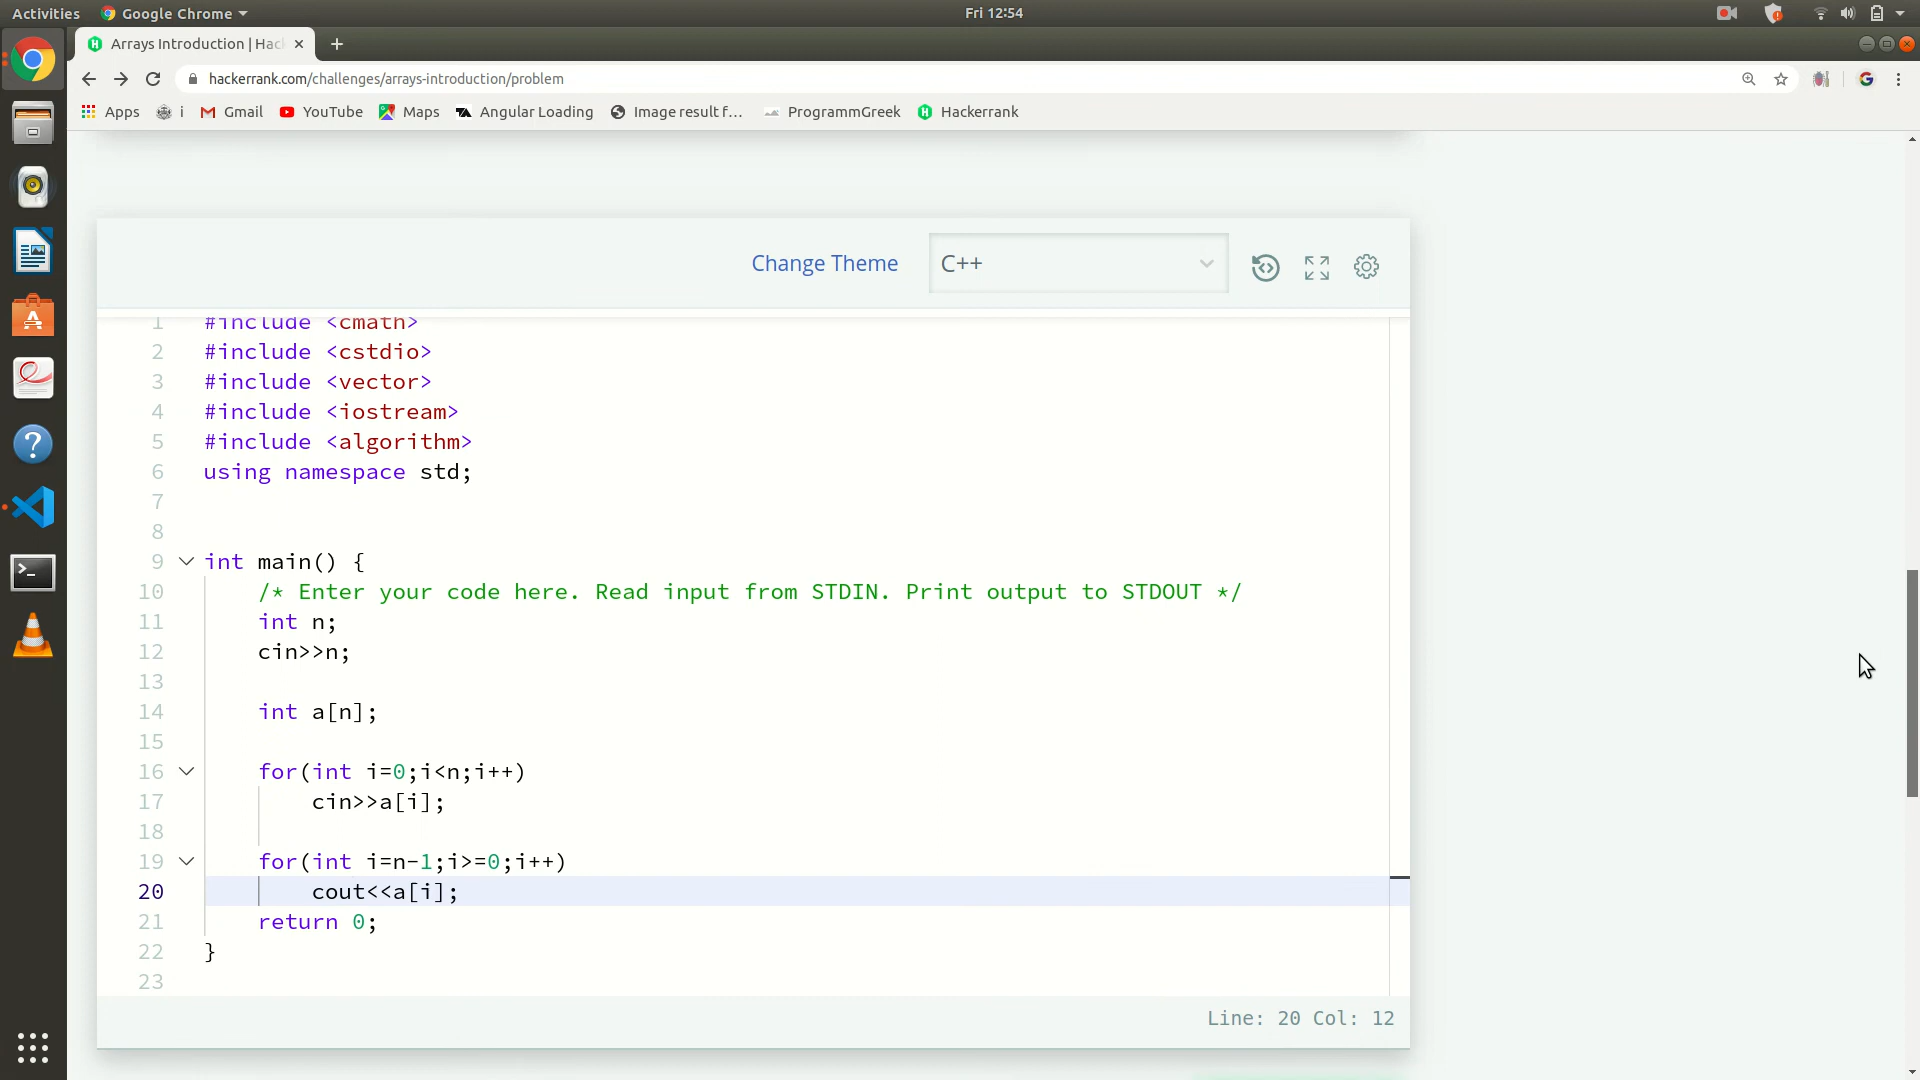 Activities Google Chrome Fri 12:54
Arrays Introduction | Hac
hackerrank.com/challenges/arrays-introduction/problem
Apps i Gmail YouTube Maps Angular Loading Image result f... ProgrammGreek Hackerrank
Change Theme C++
1 #include <cmath>
2 #include <cstdio>
3 #include <vector>
4 #include <iostream>
5 #include <algorithm>
6 using namespace std;
7
8
9 int main() {
10 /* Enter your code here. Read input from STDIN. Print output to STDOUT */
11 int n;
12 cin>>n;
13
14 int a[n];
15
16 for(int i=0;i<n;i++)
17 cin>>a[i];
18
19 for(int i=n-1;i>=0;i++)
20 cout<<a[i];
21 return 0;
22 }
23
Line: 20 Col: 12